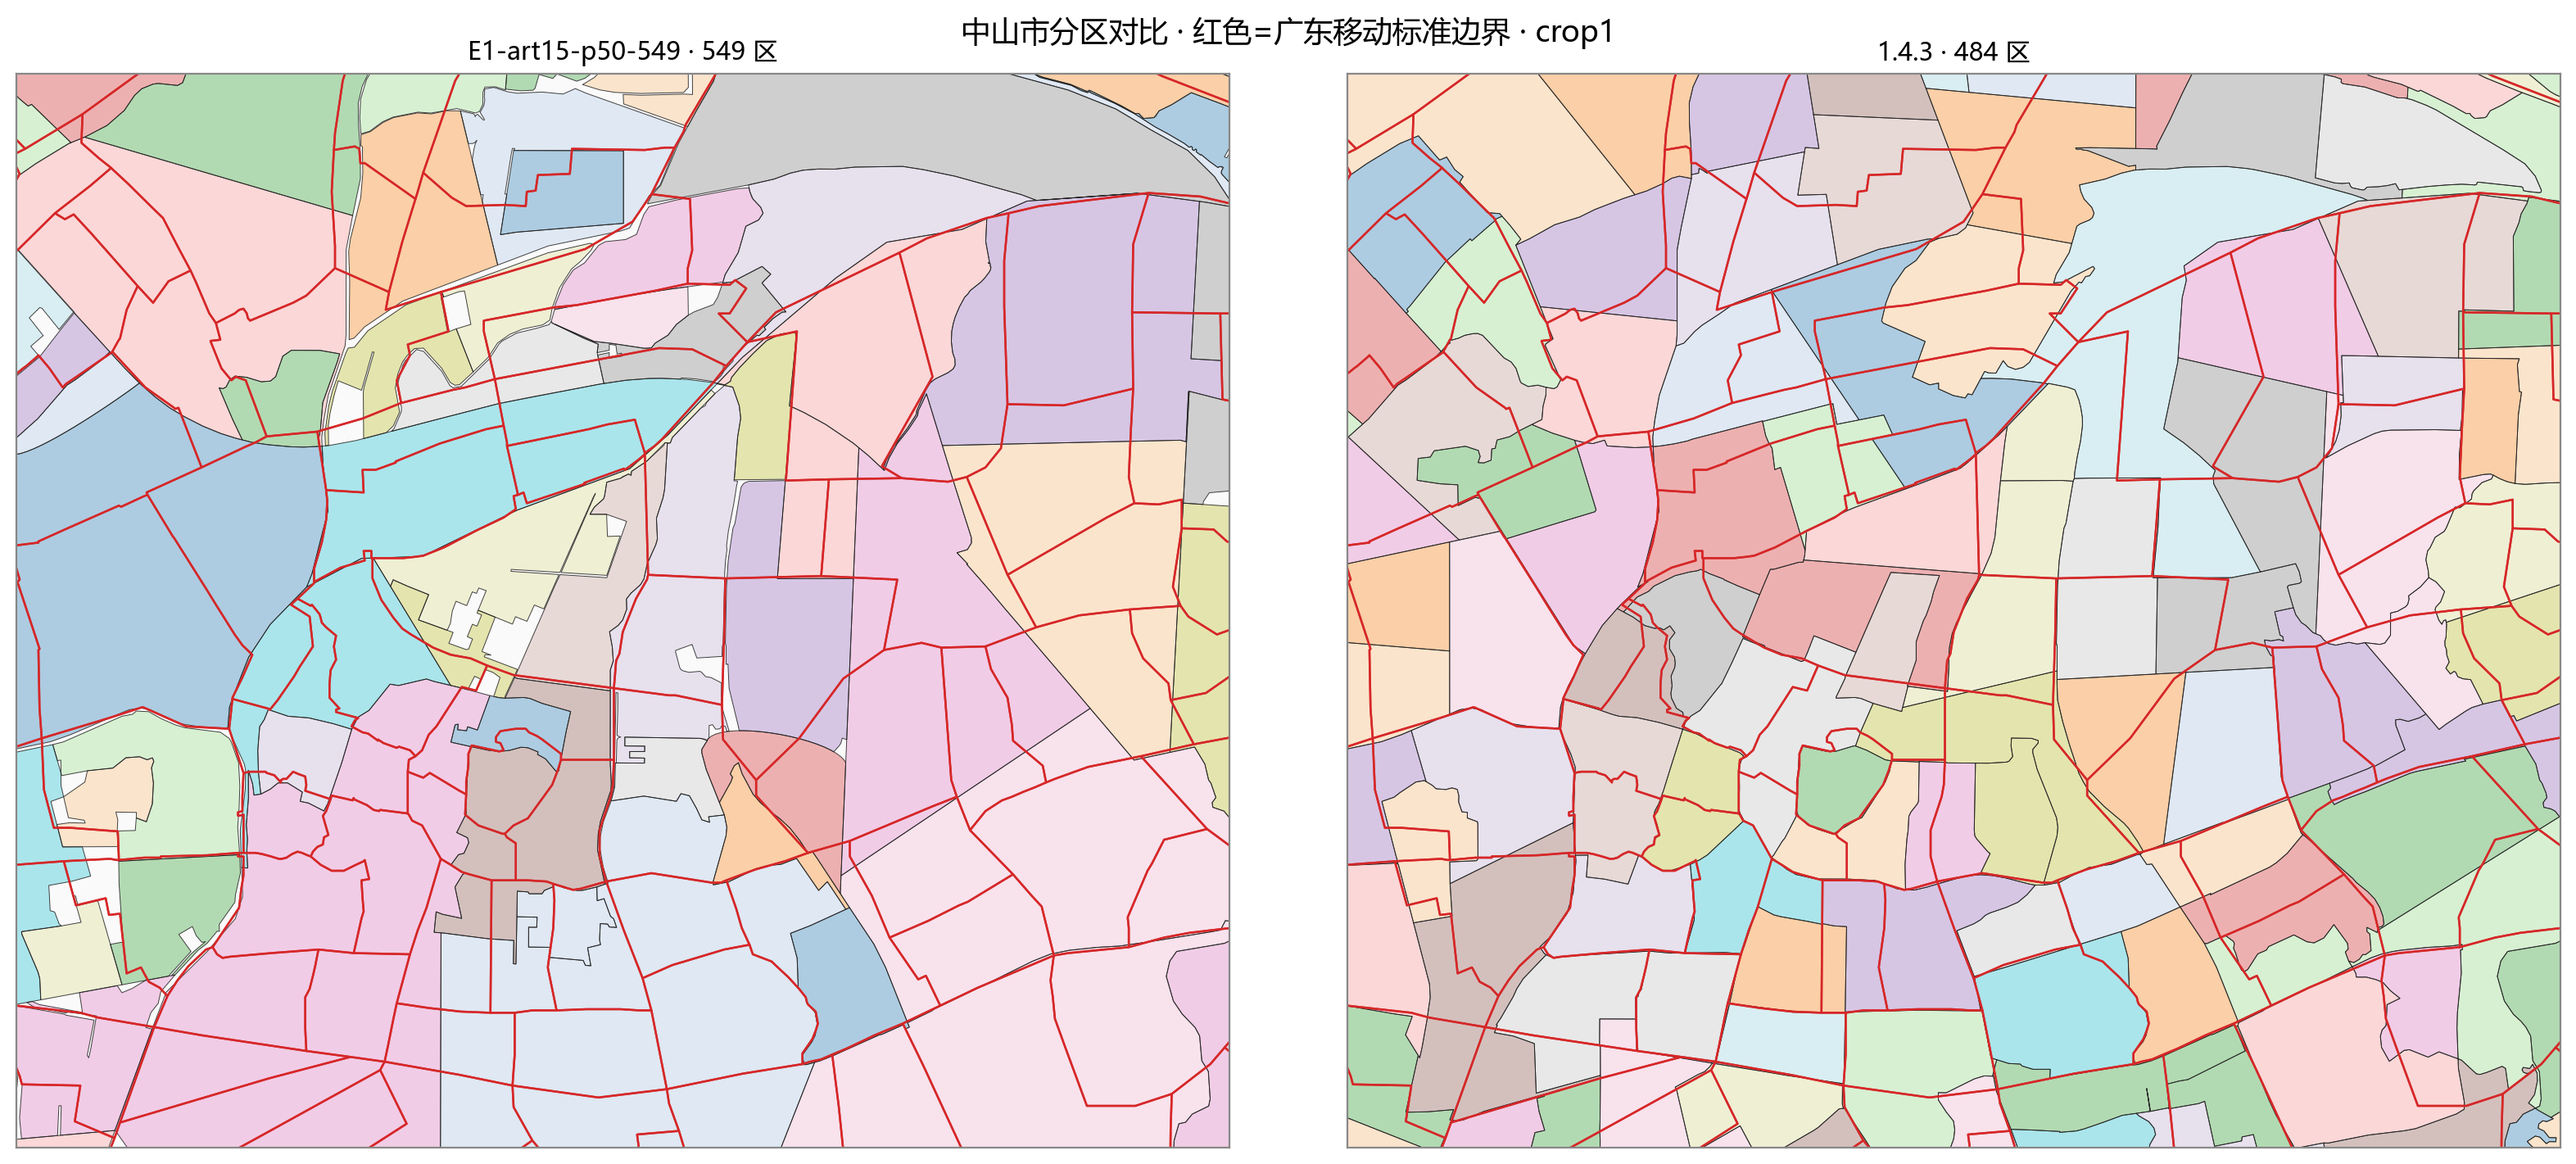 中山市分区对比 · 红色=广东移动标准边界 · crop1
E1-art15-p50-549 · 549 区
1.4.3 · 484 区